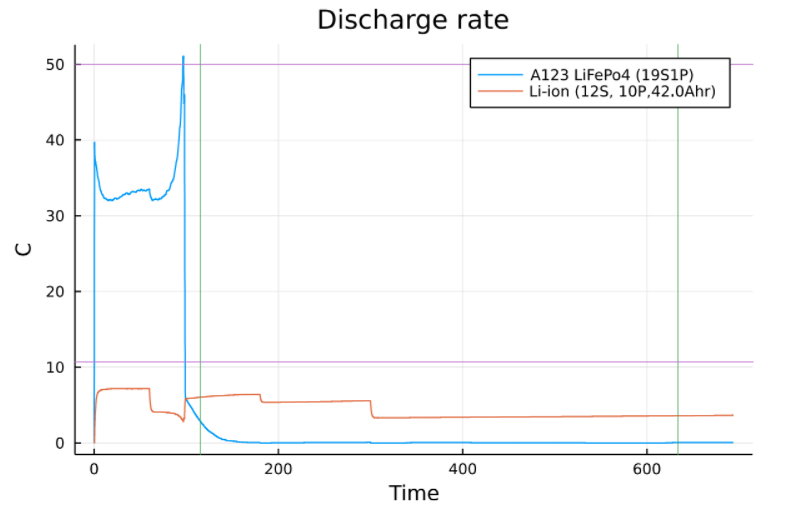 Discharge rate
A123 LiFePo4 (19S1P)
Li-ion (12S, 10P,42.0Ahr)
50
40
30
20
10
0
C
0 200 400 600
Time